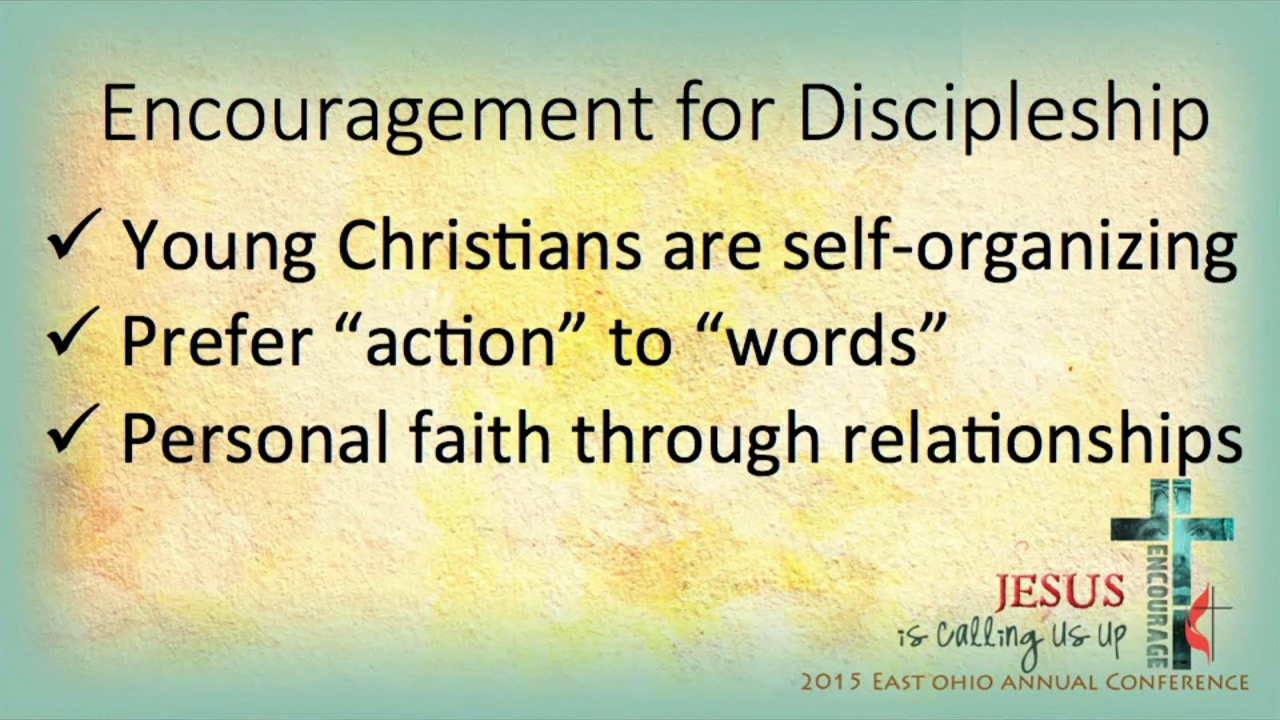 Encouragement for Discipleship
✓ Young Christians are self-organizing
✓ Prefer “action” to “words”
✓ Personal faith through relationships
ENCOURAGE
JESUS
is calling us up
2015 EAST OHIO ANNUAL CONFERENCE